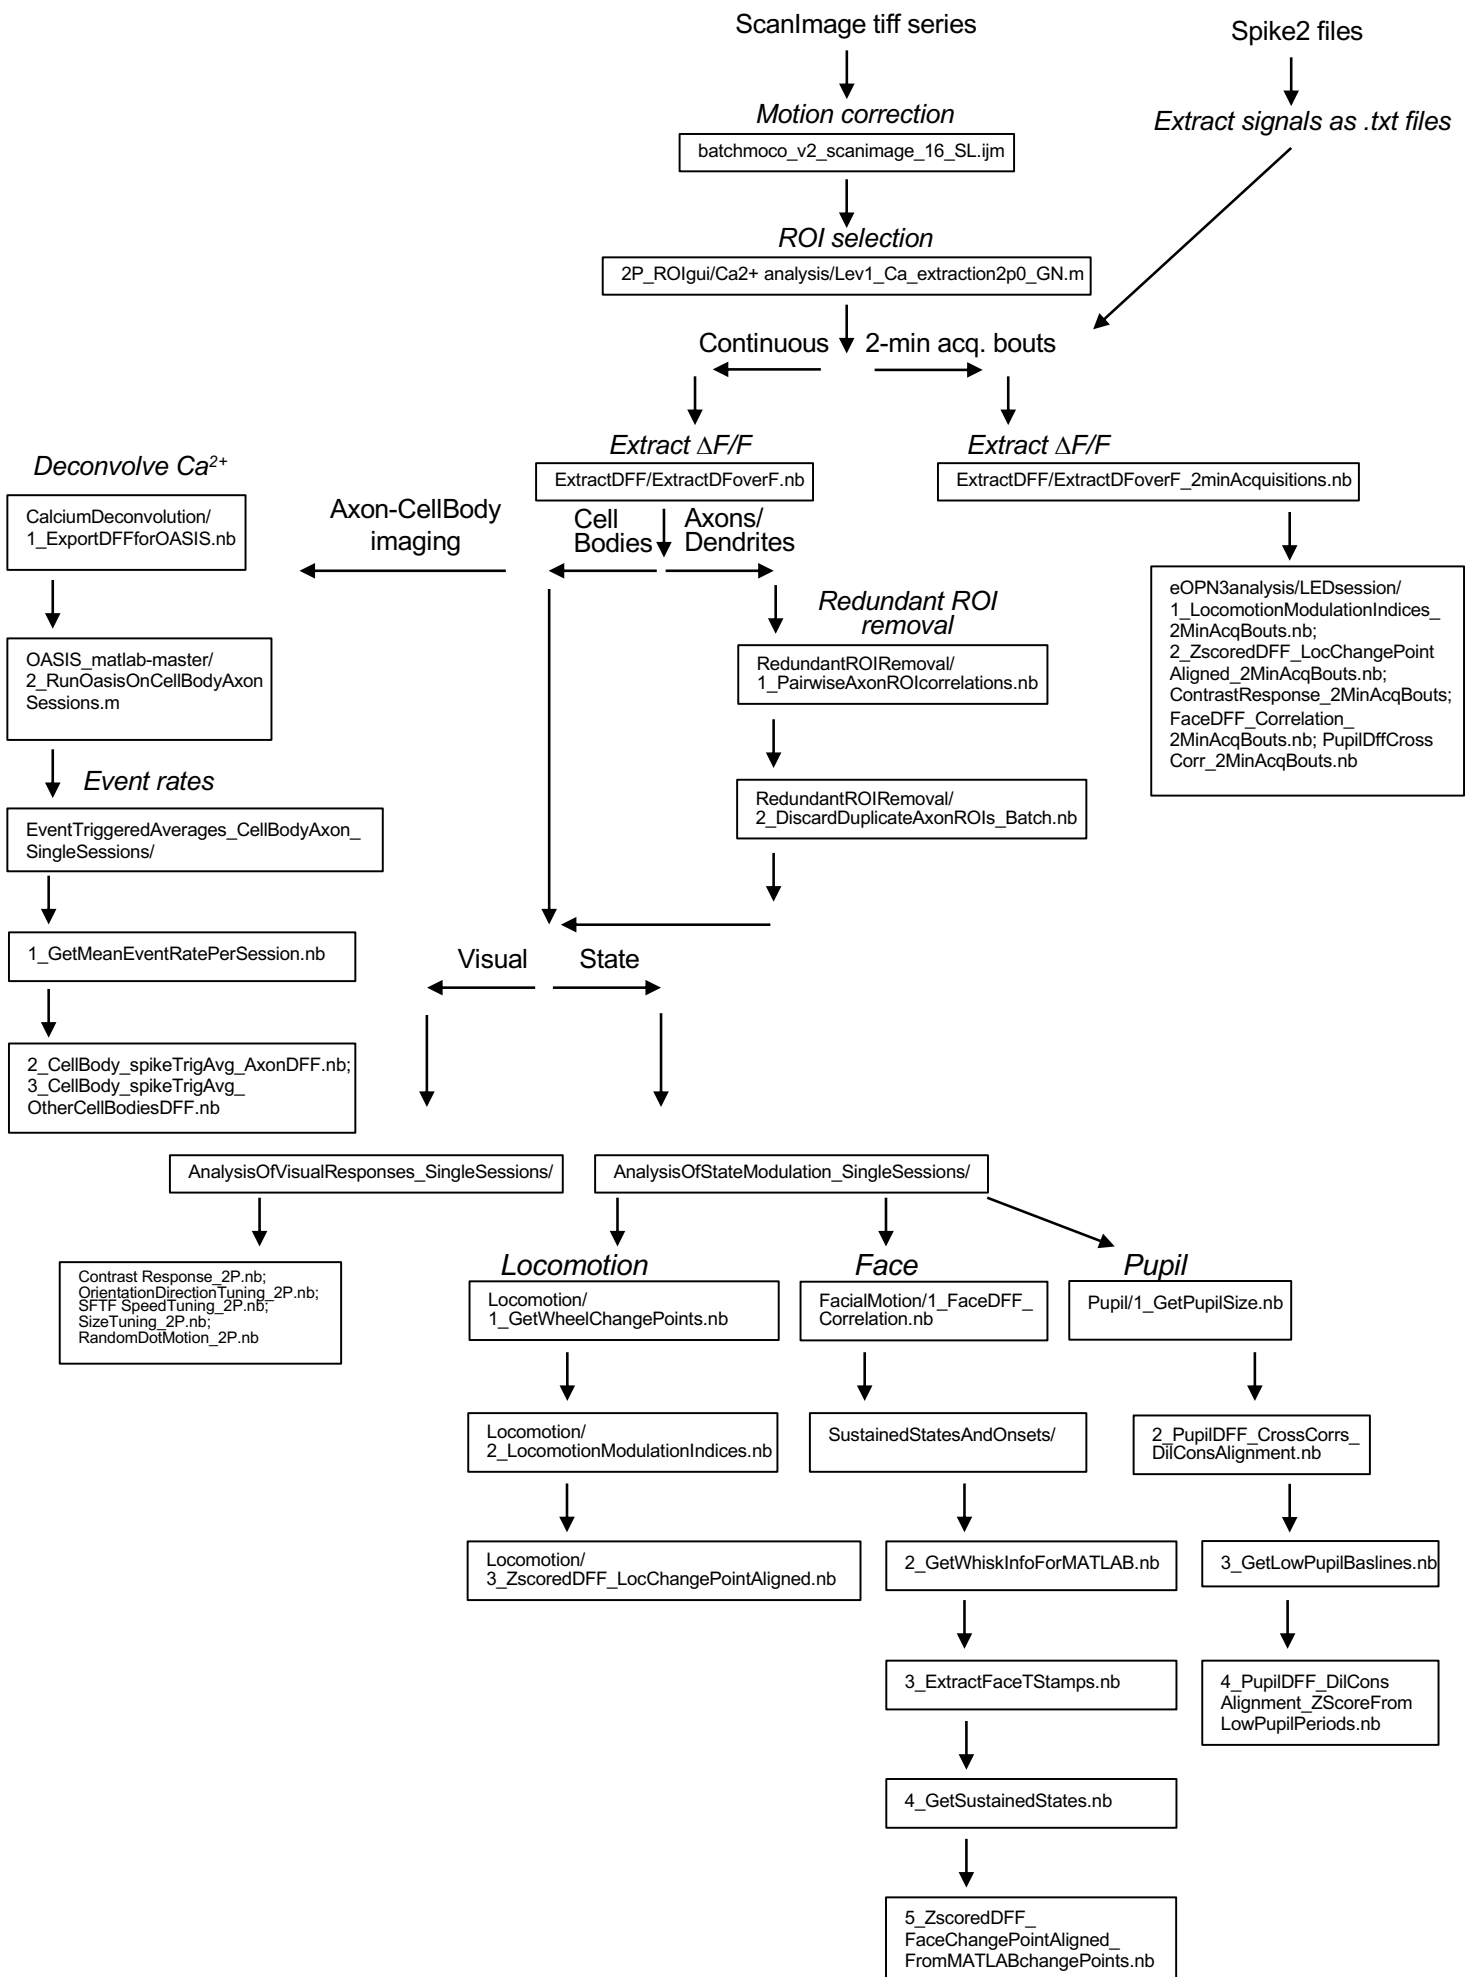 ScanImage tiff series
Spike2 files
Motion correction
Extract signals as .txt files
batchmoco_v2_scanimage_16_SL.ijm
ROI selection
2P_ROIgui/Ca2+ analysis/Lev1_Ca_extraction2p0_GN.m
Continuous
2-min acq. bouts
Extract ΔF/F
Extract ΔF/F
Deconvolve Ca²⁺
ExtractDFF/ExtractDFoverF.nb
ExtractDFF/ExtractDFoverF_2minAcquisitions.nb
CalciumDeconvolution/
1_ExportDFFforOASIS.nb
Axon-CellBody
imaging
Cell
Bodies
Axons/
Dendrites
eOPN3analysis/LEDsession/
1_LocomotionModulationIndices_
2MinAcqBouts.nb;
2_ZscoredDFF_LocChangePoint
Aligned_2MinAcqBouts.nb;
ContrastResponse_2MinAcqBouts;
FaceDFF_Correlation_
2MinAcqBouts.nb; PupilDffCross
Corr_2MinAcqBouts.nb
Redundant ROI
removal
OASIS_matlab-master/
2_RunOasisOnCellBodyAxon
Sessions.m
RedundantROIRemoval/
1_PairwiseAxonROIcorrelations.nb
Event rates
RedundantROIRemoval/
2_DiscardDuplicateAxonROIs_Batch.nb
EventTriggeredAverages_CellBodyAxon_
SingleSessions/
1_GetMeanEventRatePerSession.nb
Visual
State
2_CellBody_spikeTrigAvg_AxonDFF.nb;
3_CellBody_spikeTrigAvg_
OtherCellBodiesDFF.nb
AnalysisOfVisualResponses_SingleSessions/
AnalysisOfStateModulation_SingleSessions/
Contrast Response_2P.nb;
OrientationDirectionTuning_2P.nb;
SFTF SpeedTuning_2P.nb;
SizeTuning_2P.nb;
RandomDotMotion_2P.nb
Locomotion
Face
Pupil
Locomotion/
1_GetWheelChangePoints.nb
FacialMotion/1_FaceDFF_
Correlation.nb
Pupil/1_GetPupilSize.nb
Locomotion/
2_LocomotionModulationIndices.nb
SustainedStatesAndOnsets/
2_PupilDFF_CrossCorrs_
DilConsAlignment.nb
Locomotion/
3_ZscoredDFF_LocChangePointAligned.nb
2_GetWhiskInfoForMATLAB.nb
3_GetLowPupilBaslines.nb
3_ExtractFaceTStamps.nb
4_PupilDFF_DilCons
Alignment_ZScoreFrom
LowPupilPeriods.nb
4_GetSustainedStates.nb
5_ZscoredDFF_
FaceChangePointAligned_
FromMATLABchangePoints.nb